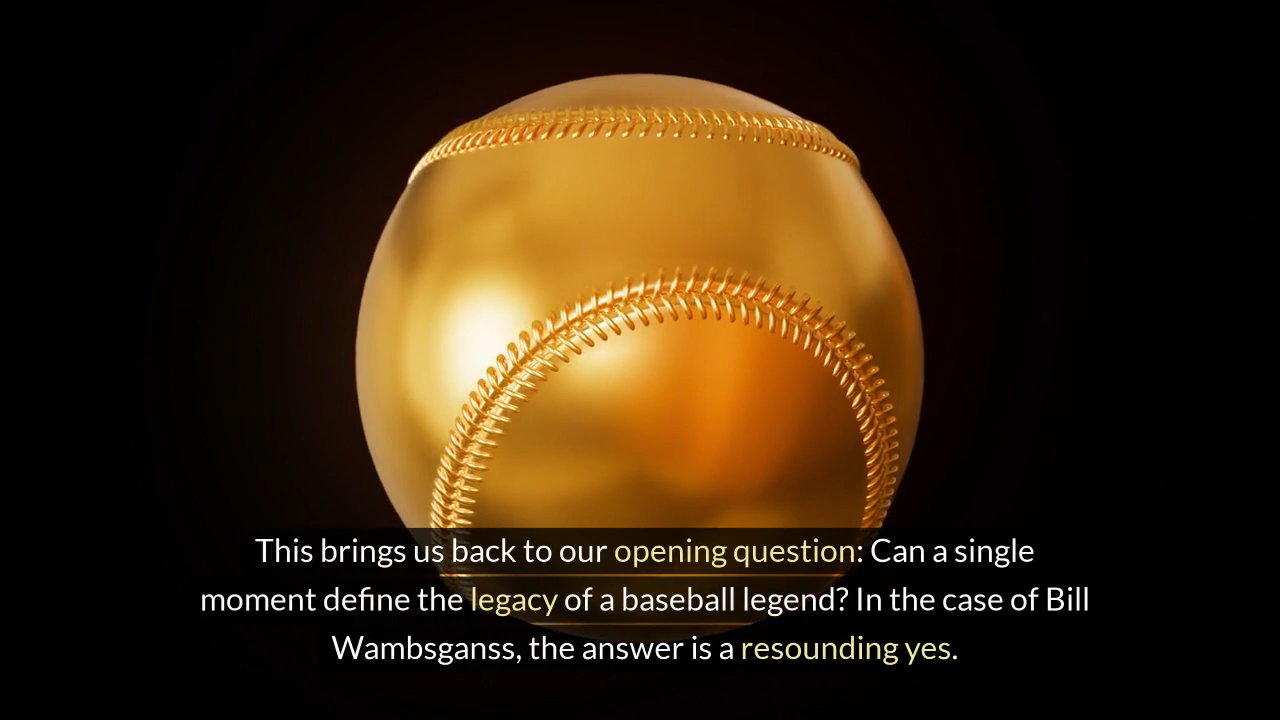 This brings us back to our opening question: Can a single
moment define the legacy of a baseball legend? In the case of Bill
Wambsganss, the answer is a resounding yes.